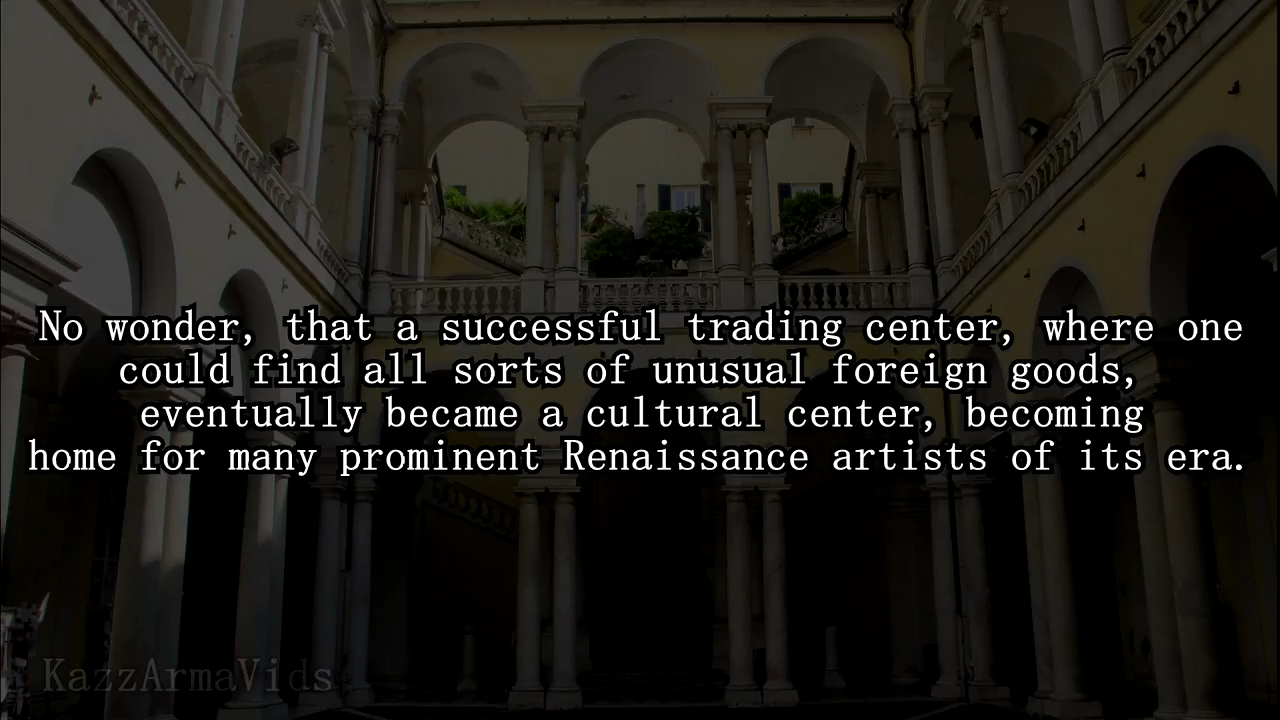 No wonder, that a successful trading center, where one
could find all sorts of unusual foreign goods,
eventually became a cultural center, becoming
home for many prominent Renaissance artists of its era.
KazzArmaVids